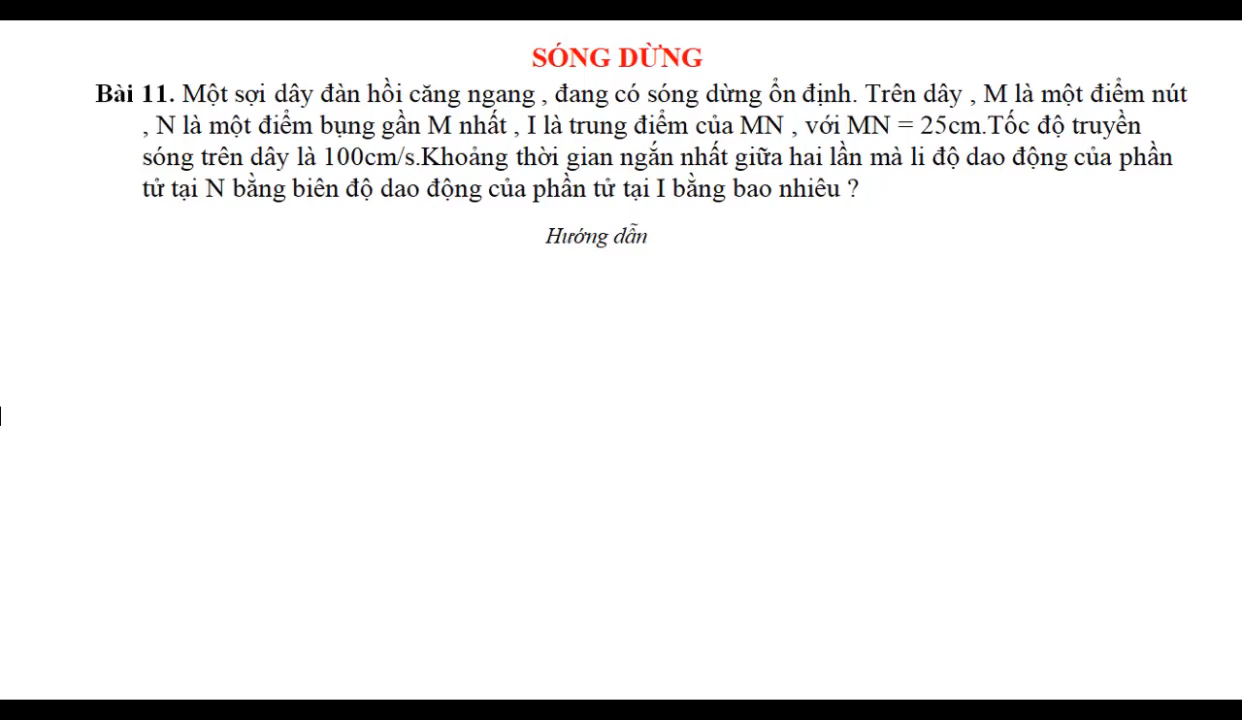 SÓNG DỪNG
Bài 11. Một sợi dây đàn hồi căng ngang , đang có sóng dừng ổn định. Trên dây , M là một điểm nút
, N là một điểm bụng gần M nhất , I là trung điểm của MN , với MN = 25cm.Tốc độ truyền
sóng trên dây là 100cm/s.Khoảng thời gian ngắn nhất giữa hai lần mà li độ dao động của phần
tử tại N bằng biên độ dao động của phần tử tại I bằng bao nhiêu ?
Hướng dẫn